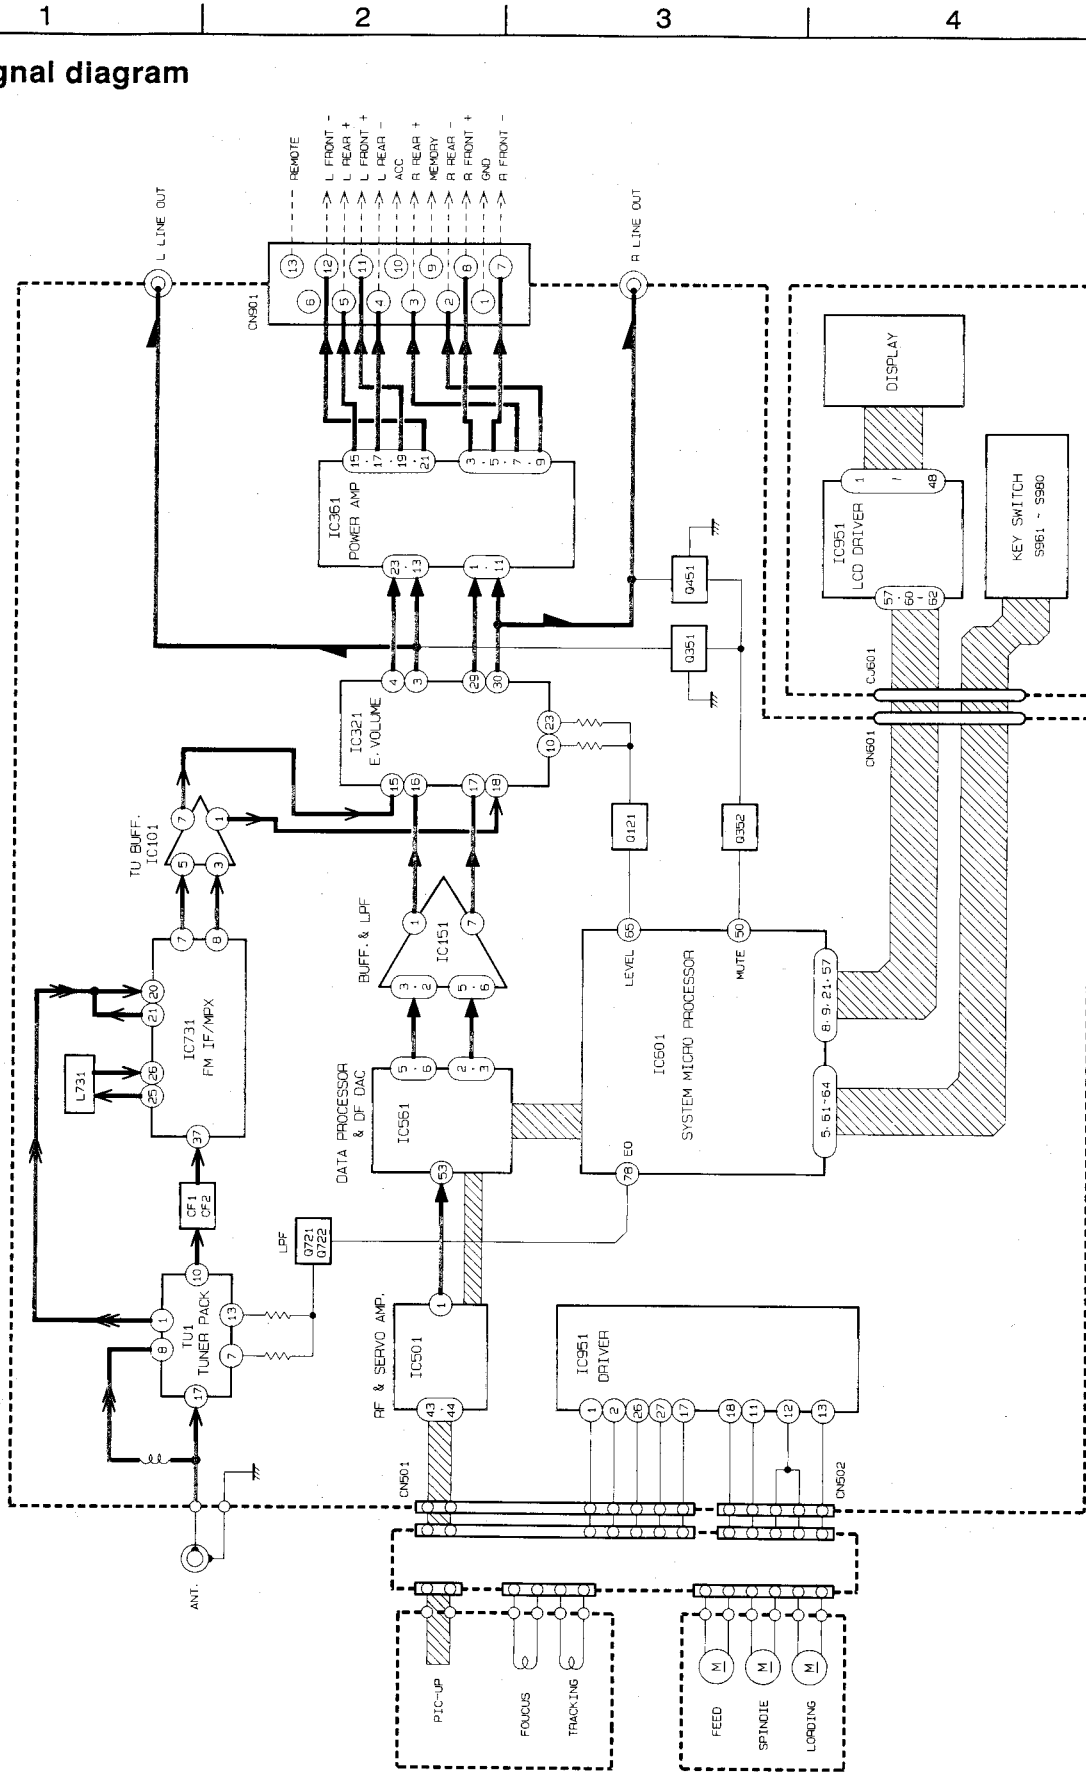 1
2
3
4
gnal diagram
L LINE OUT
REMOTE
L FRONT -
L REAR +
L FRONT +
L REAR -
ACC
R REAR +
MEMORY
R REAR -
R FRONT +
GND
R FRONT -
R LINE OUT
CN901
13
12
11
10
9
8
7
6
5
4
3
2
1
15 · 17 · 19 · 21
3 · 5 · 7 · 9
IC361
POWER AMP
23 · 13
1 · 11
Q451
Q351
4
3
29
30
IC321
E. VOLUME
23
10
15
16
17
18
Q121
Q352
DISPLAY
1 - 48
IC951
LCD DRIVER
57 · 60 - 62
KEY SWITCH
S961 - S980
CJ601
CN601
TU BUFF.
IC101
7
1
5
3
7
8
IC731
FM IF/MPX
20
21
26
25
37
L731
BUFF. & LPF
IC151
1
7
3 · 2
5 · 6
DATA PROCESSOR
& DF DAC
IC561
5 · 6
2 · 3
53
LEVEL
65
MUTE
50
IC601
SYSTEM MICRO PROCESSOR
8· 9· 21· 57
5· 61-64
EO
78
CF1
CF2
LPF
Q721
Q722
10
1
8
TU1
TUNER PACK
13
7
17
RF & SERVO AMP.
IC501
1
43 · 44
IC951
DRIVER
1
2
26
27
17
18
11
12
13
CN501
CN502
ANT.
PIC-UP
FOUCUS
TRACKING
M
M
M
FEED
SPINDIE
LORDING